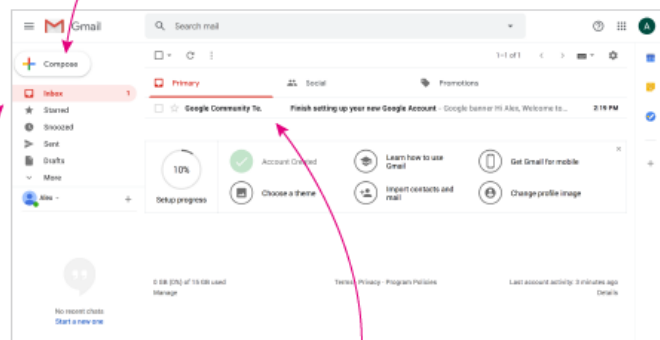 Gmail
Search mail
Compose
1–1 of 1
Inbox 1
Starred
Snoozed
Sent
Drafts
More
Alex
Primary
Social
Promotions
Google Community Te. Finish setting up your new Google Account - Google banner Hi Alex, Welcome to... 2:19 PM
10%
Setup progress
Account Created
Learn how to use
Gmail
Get Gmail for mobile
Choose a theme
Import contacts and
mail
Change profile image
0 GB (0%) of 15 GB used
Manage
Terms · Privacy · Program Policies
Last account activity: 3 minutes ago
Details
No recent chats
Start a new one
A